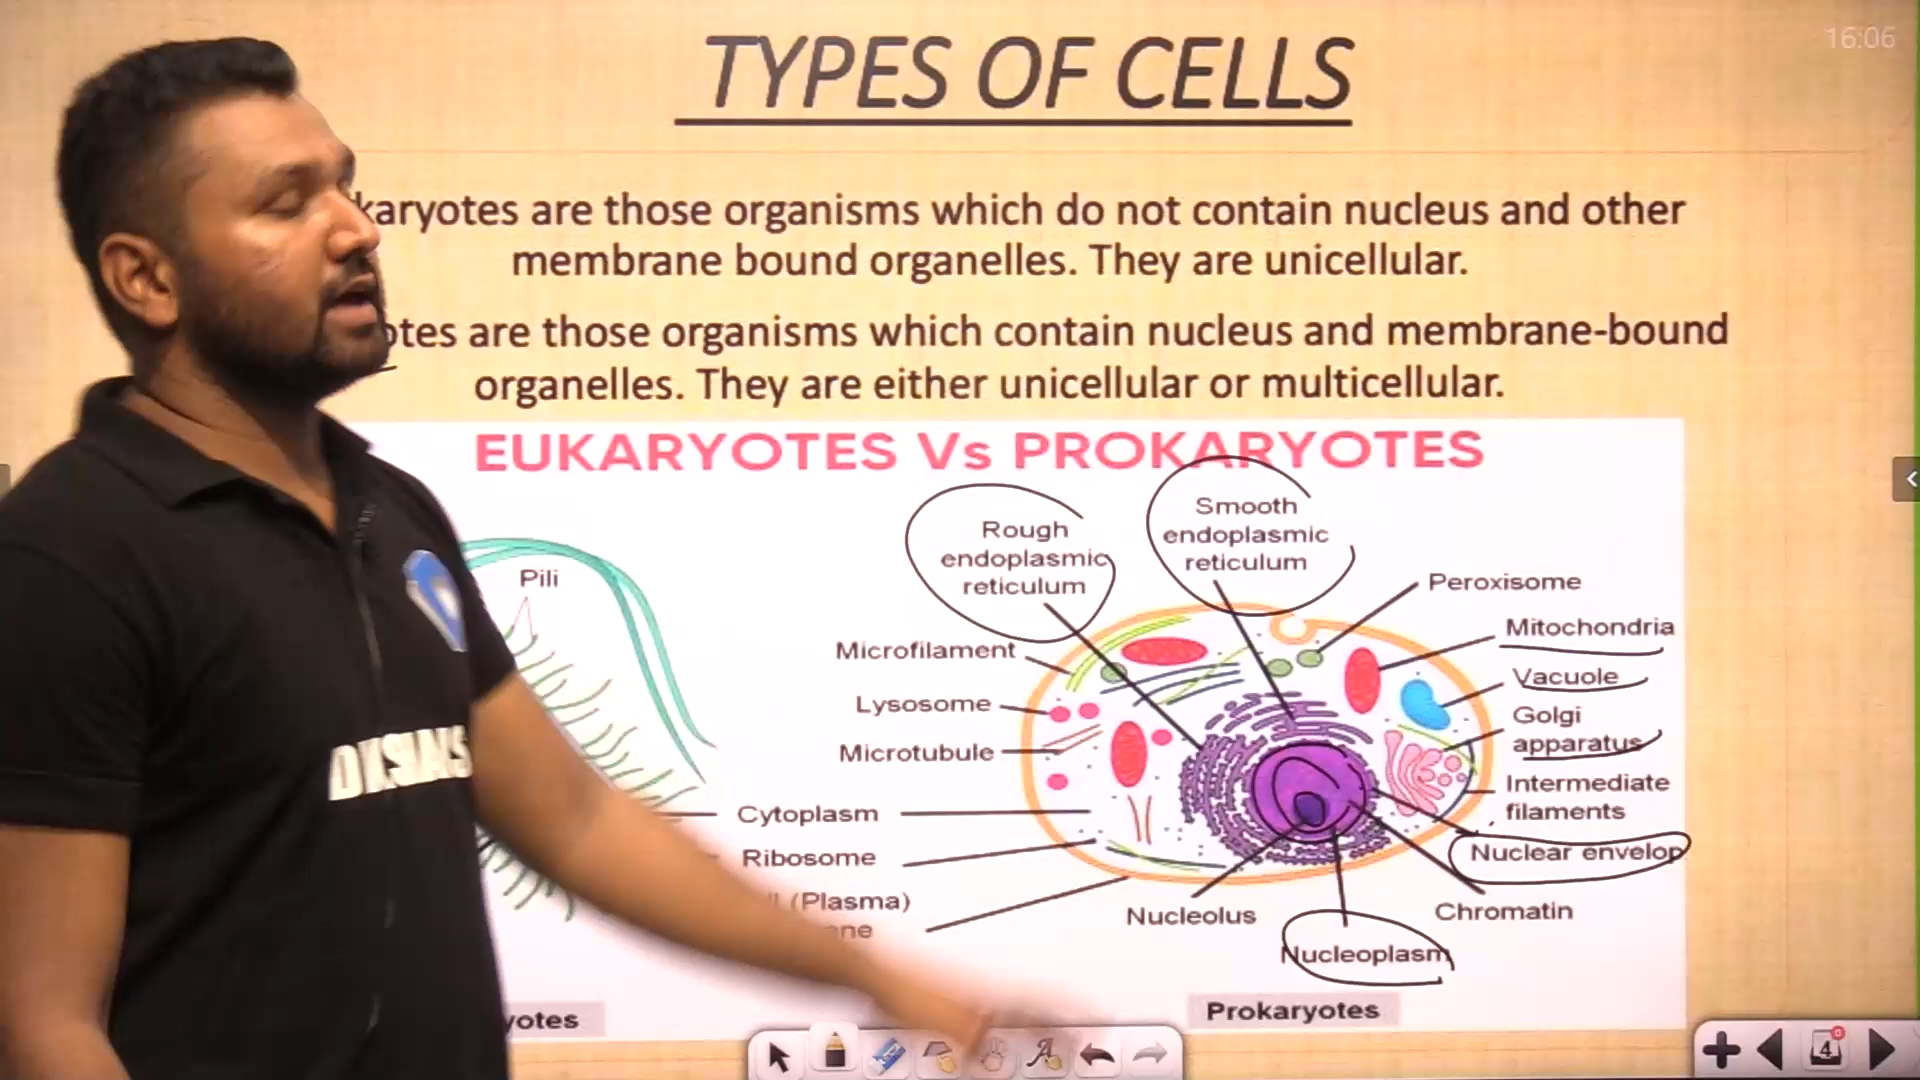 TYPES OF CELLS
16:06
karyotes are those organisms which do not contain nucleus and other
membrane bound organelles. They are unicellular.
otes are those organisms which contain nucleus and membrane-bound
organelles. They are either unicellular or multicellular.
EUKARYOTES Vs PROKARYOTES
Pili
Rough
endoplasmic
reticulum
Smooth
endoplasmic
reticulum
Peroxisome
Microfilament
Mitochondria
Lysosome
Vacuole
Microtubule
Golgi
apparatus
Cytoplasm
Intermediate
filaments
Ribosome
Nuclear envelop
(Plasma)
ane
Nucleolus
Chromatin
Nucleoplasm
yotes
Prokaryotes
4
0